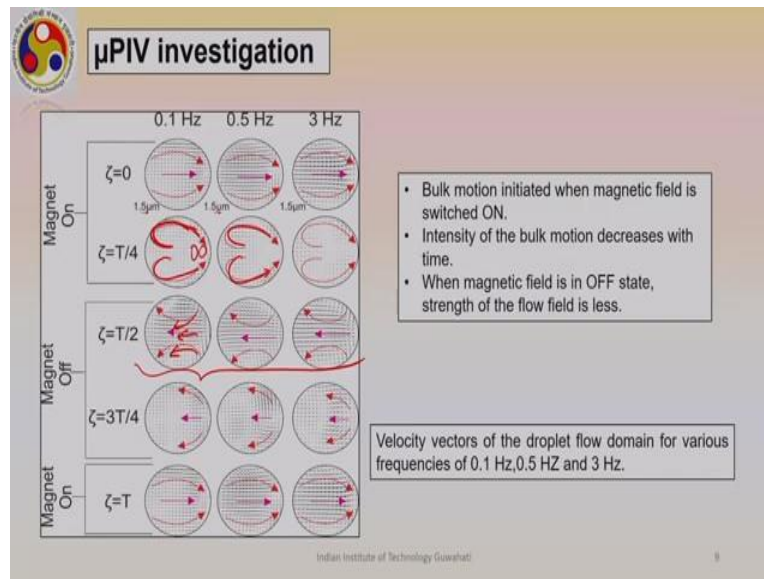 µPIV investigation
0.1 Hz 0.5 Hz 3 Hz
Magnet
On
ζ=0
1.5µm 1.5µm 1.5µm
ζ=T/4
Magnet
Off
ζ=T/2
ζ=3T/4
Magnet
On
ζ=T
• Bulk motion initiated when magnetic field is
switched ON.
• Intensity of the bulk motion decreases with
time.
• When magnetic field is in OFF state,
strength of the flow field is less.
Velocity vectors of the droplet flow domain for various
frequencies of 0.1 Hz,0.5 HZ and 3 Hz.
Indian Institute of Technology Guwahati
9